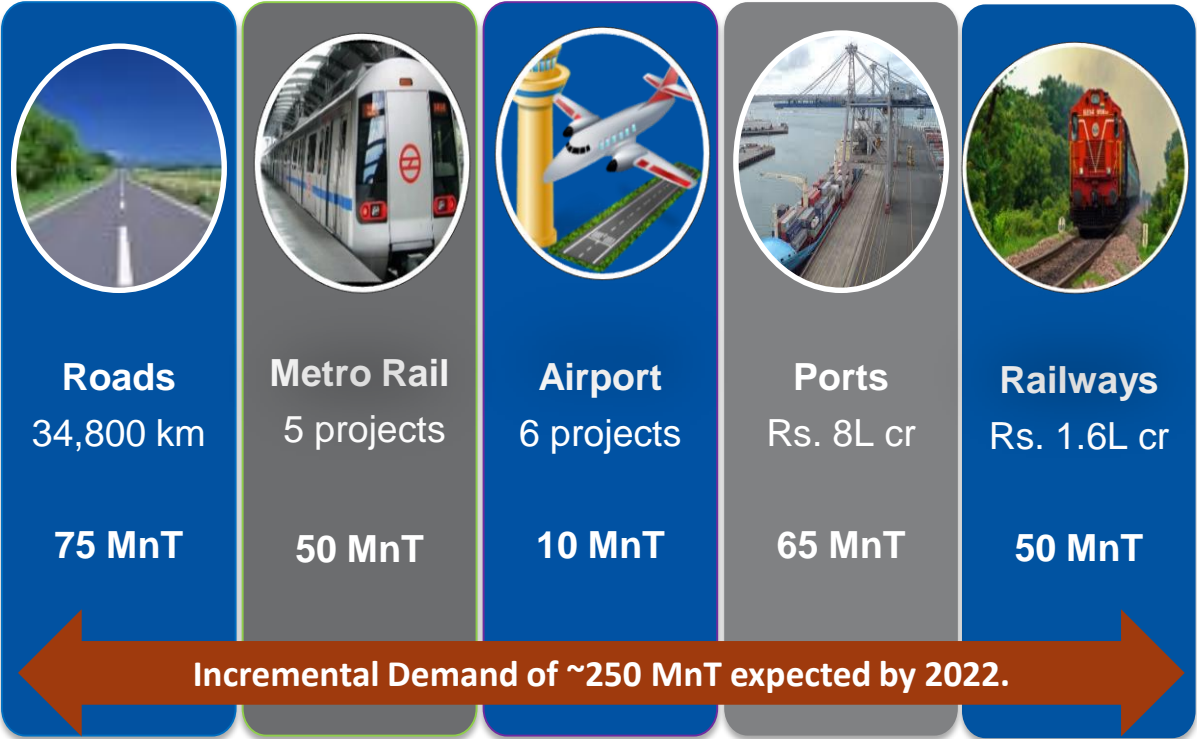 Roads
34,800 km
75 MnT
Metro Rail
5 projects
50 MnT
Airport
6 projects
10 MnT
Ports
Rs. 8L cr
65 MnT
Railways
Rs. 1.6L cr
50 MnT
Incremental Demand of ~250 MnT expected by 2022.